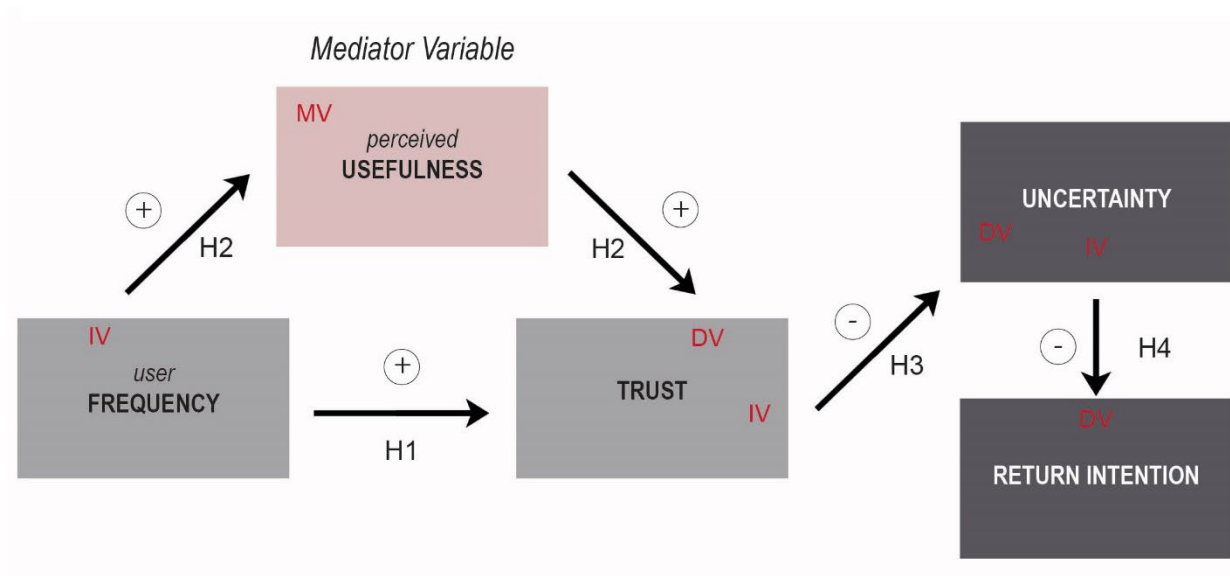 Mediator Variable
MV
perceived
USEFULNESS
+
H2
+
H2
IV
user
FREQUENCY
+
H1
DV
TRUST
IV
-
H3
UNCERTAINTY
DV
IV
-
H4
DV
RETURN INTENTION